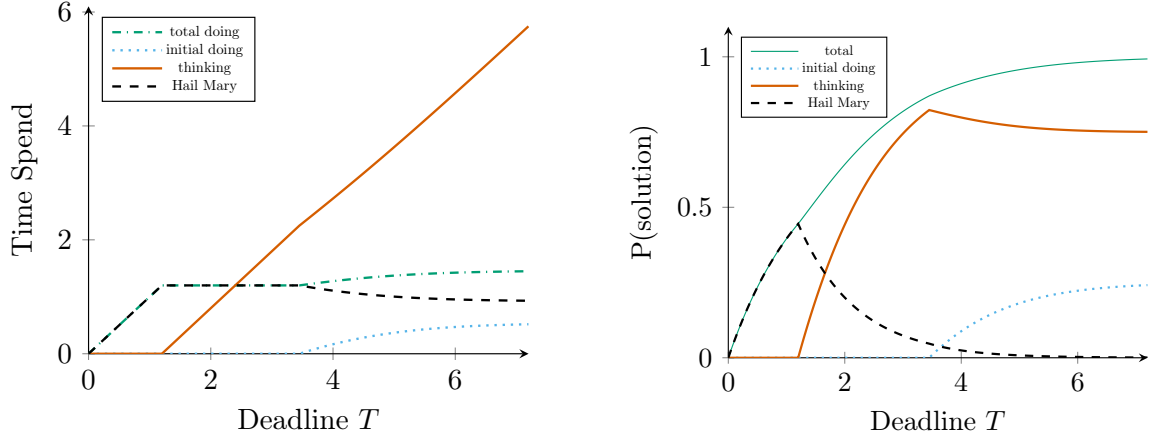 6
4
2
0
0
2
4
6
Time Spend
Deadline T
total doing
initial doing
thinking
Hail Mary
1
0.5
0
0
2
4
6
P(solution)
Deadline T
total
initial doing
thinking
Hail Mary